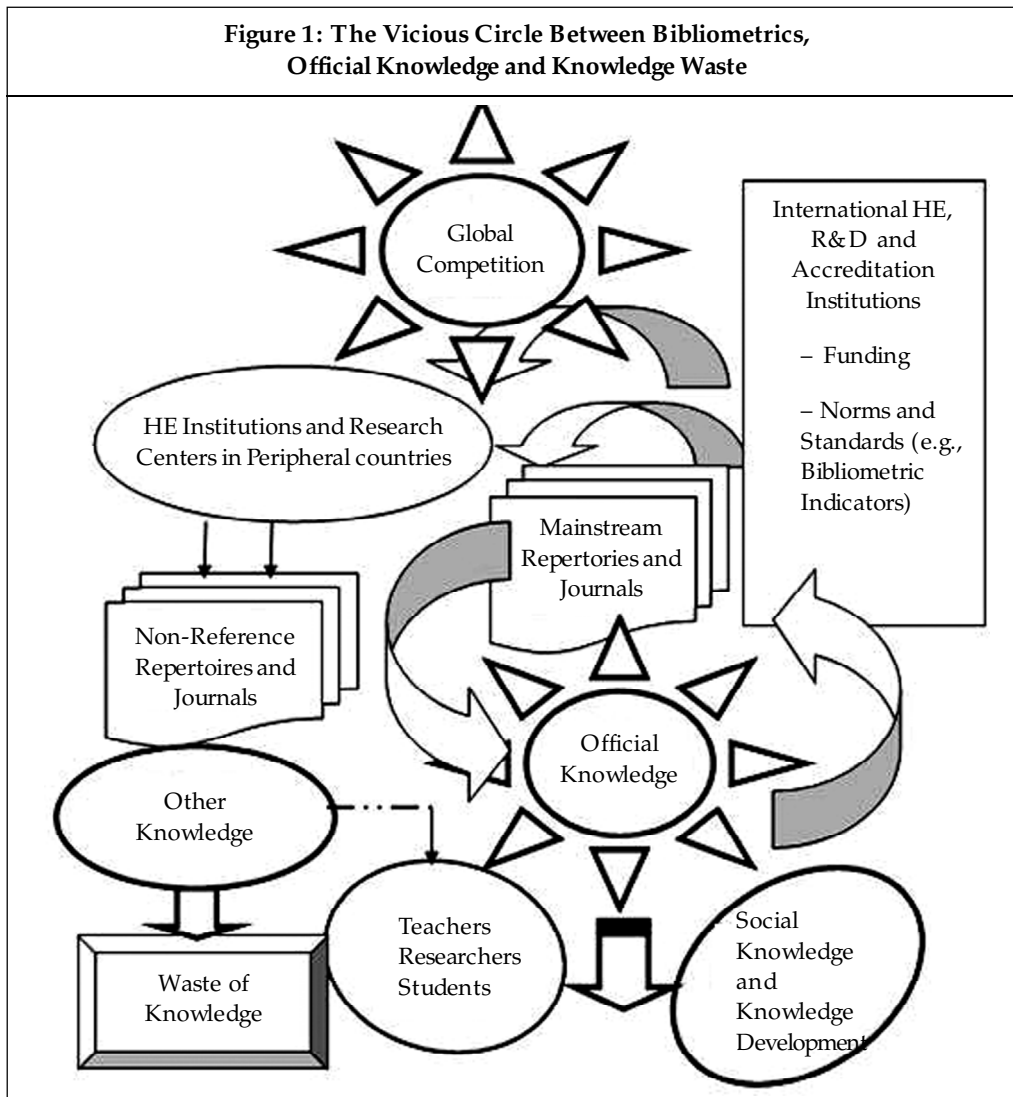 Figure 1: The Vicious Circle Between Bibliometrics,
Official Knowledge and Knowledge Waste
Global
Competition
International HE,
R&D and
Accreditation
Institutions
– Funding
– Norms and
Standards (e.g.,
Bibliometric
Indicators)
HE Institutions and Research
Centers in Peripheral countries
Mainstream
Repertories and
Journals
Non-Reference
Repertoires and
Journals
Official
Knowledge
Other
Knowledge
Teachers
Researchers
Students
Social
Knowledge
and
Knowledge
Development
Waste of
Knowledge